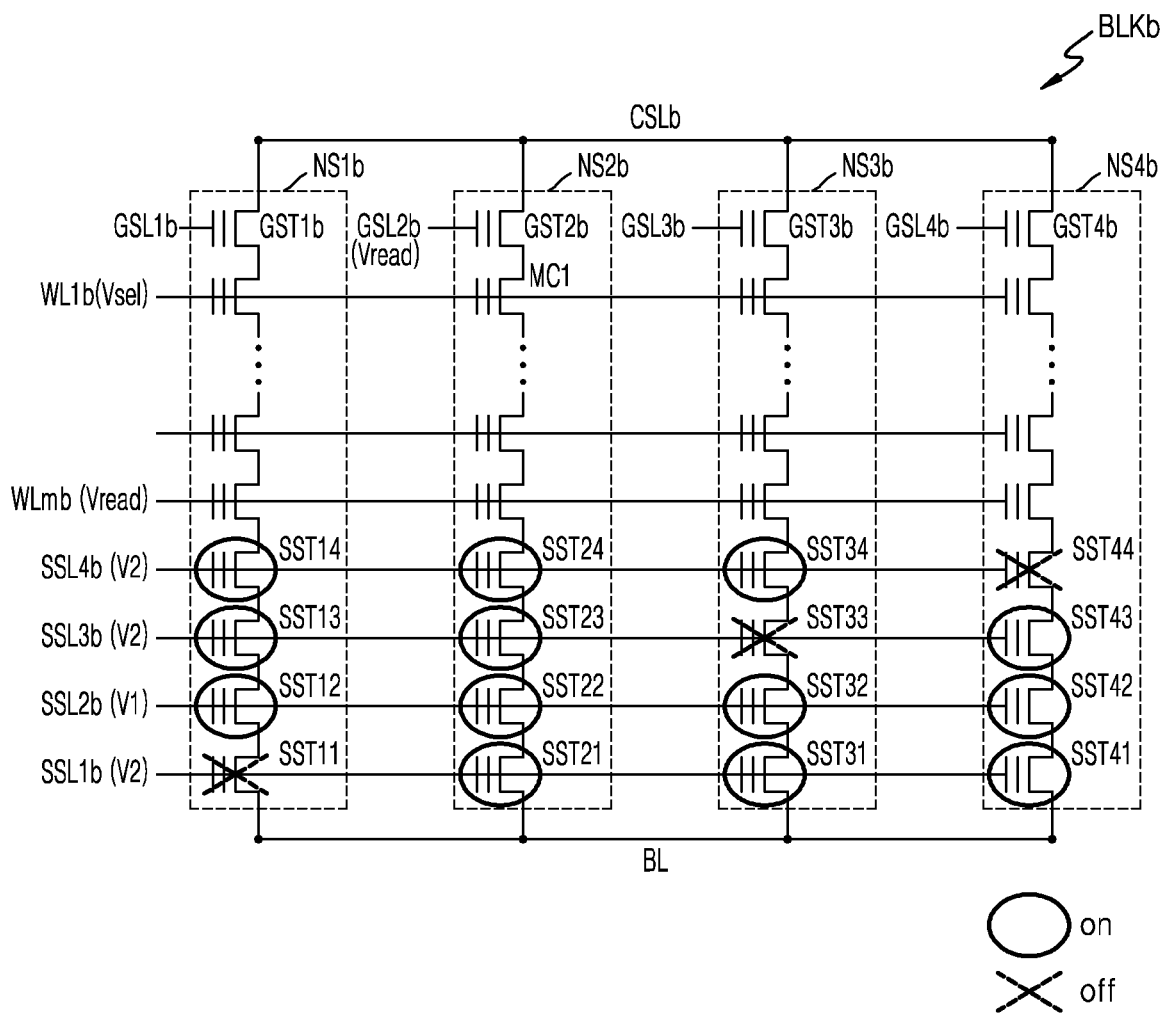 BLKb
CSLb
NS1b
NS2b
NS3b
NS4b
GSL1b
GST1b
GSL2b
(Vread)
GST2b
GSL3b
GST3b
GSL4b
GST4b
MC1
WL1b(Vsel)
WLmb (Vread)
SSL4b (V2)
SST14
SST24
SST34
SST44
SSL3b (V2)
SST13
SST23
SST33
SST43
SSL2b (V1)
SST12
SST22
SST32
SST42
SSL1b (V2)
SST11
SST21
SST31
SST41
BL
on
off